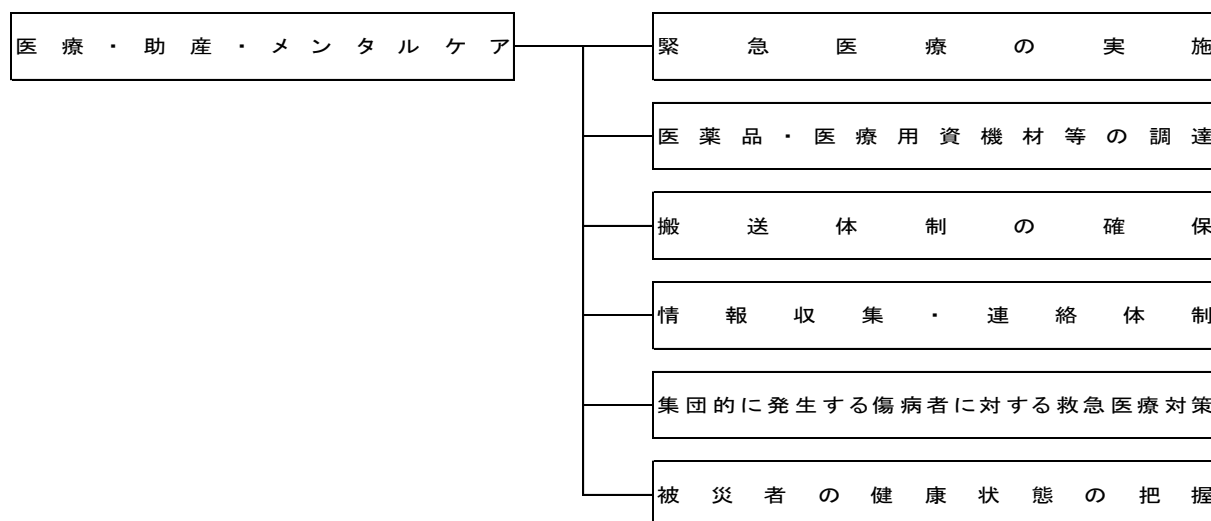 医療・助産・メンタルケア
緊急医療の実施
医薬品・医療用資機材等の調達
搬送体制の確保
情報収集・連絡体制
集団的に発生する傷病者に対する救急医療対策
被災者の健康状態の把握